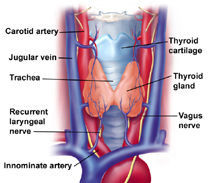 Carotid artery
Jugular vein
Trachea
Recurrent
laryngeal
nerve
Innominate artery
Thyroid
cartilage
Thyroid
gland
Vagus
nerve